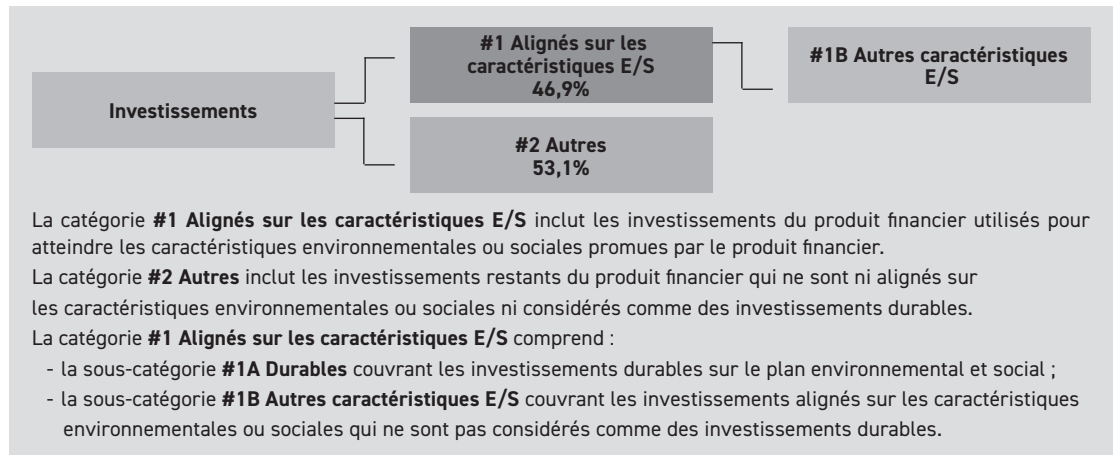 #1 Alignés sur les
caractéristiques E/S
46,9%
#1B Autres caractéristiques
E/S
Investissements
#2 Autres
53,1%
La catégorie #1 Alignés sur les caractéristiques E/S inclut les investissements du produit financier utilisés pour
atteindre les caractéristiques environnementales ou sociales promues par le produit financier.
La catégorie #2 Autres inclut les investissements restants du produit financier qui ne sont ni alignés sur
les caractéristiques environnementales ou sociales ni considérés comme des investissements durables.
La catégorie #1 Alignés sur les caractéristiques E/S comprend :
- la sous-catégorie #1A Durables couvrant les investissements durables sur le plan environnemental et social ;
- la sous-catégorie #1B Autres caractéristiques E/S couvrant les investissements alignés sur les caractéristiques
environnementales ou sociales qui ne sont pas considérés comme des investissements durables.